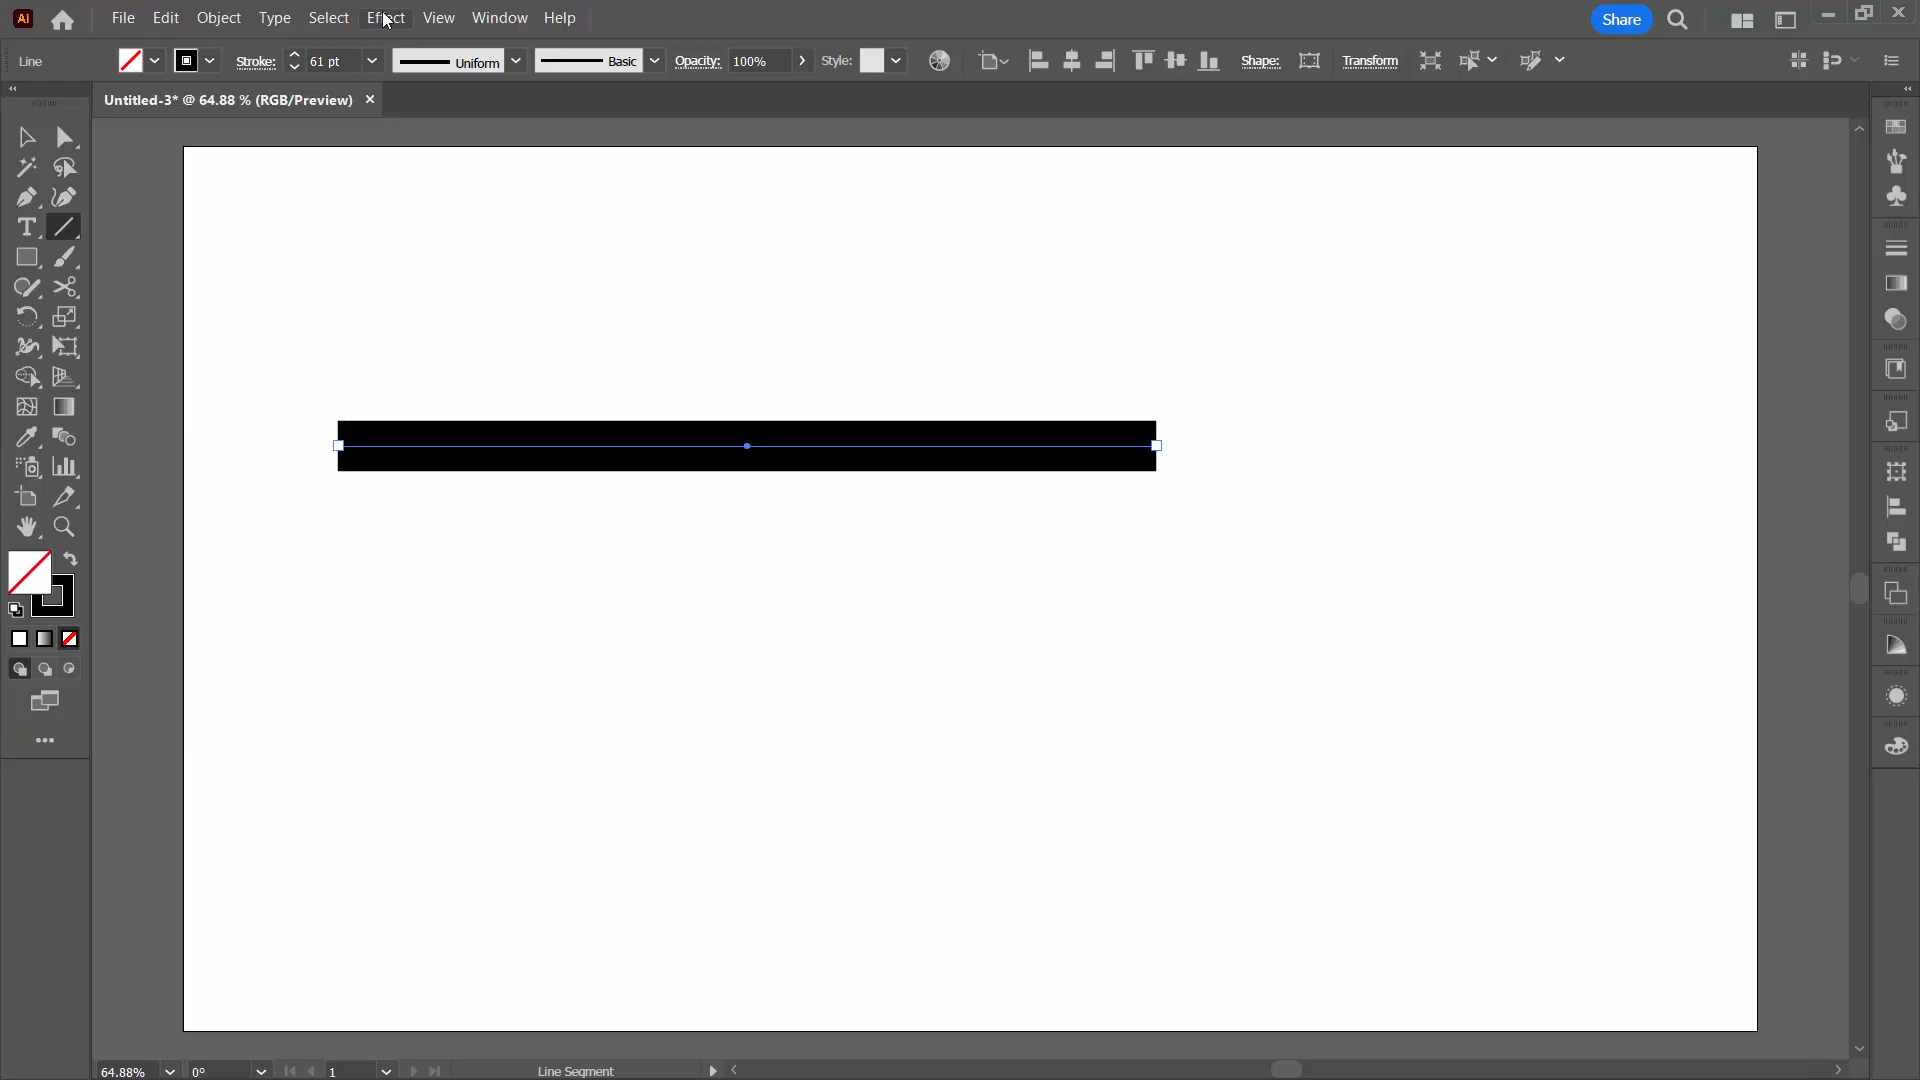 Ai File Edit Object Type Select Effect View Window Help Share
Line Stroke: 61 pt Uniform Basic Opacity: 100% Style: Shape: Transform
Untitled-3* @ 64.88 % (RGB/Preview)
64.88% 0° 1 Line Segment